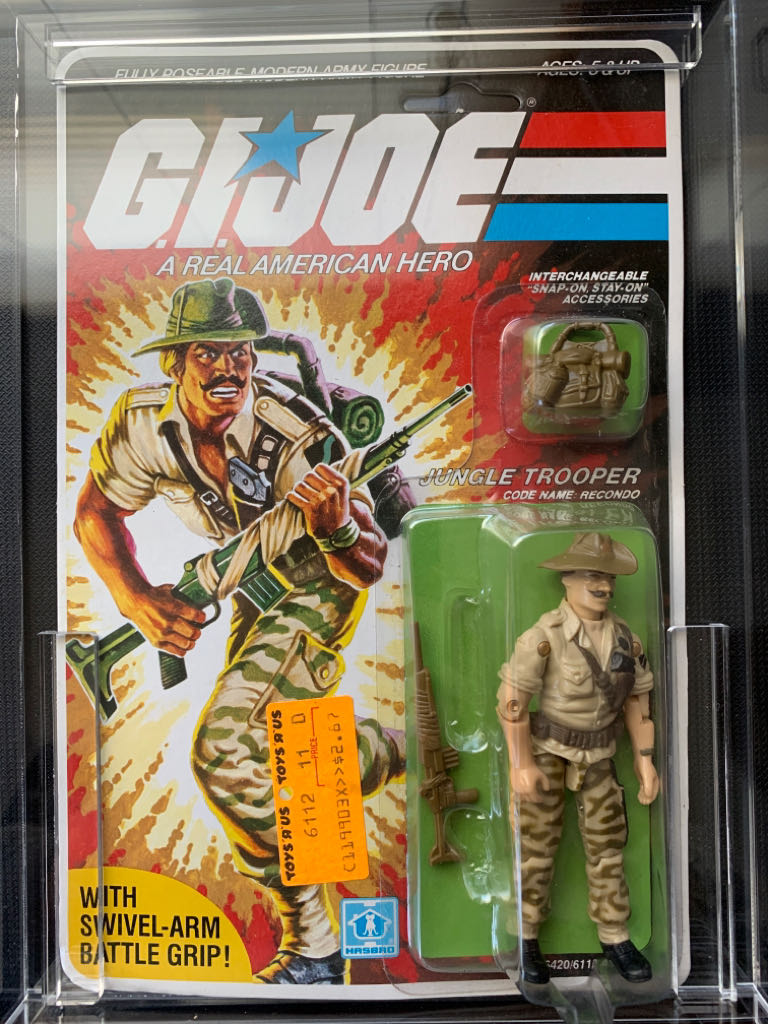 FULLY POSEABLE MODERN ARMY FIGURE
AGES: 5 & UP
G.I.JOE®
A REAL AMERICAN HERO
INTERCHANGEABLE
"SNAP-ON, STAY-ON"
ACCESSORIES
JUNGLE TROOPER
CODE NAME: RECONDO
TOYS "R" US TOYS "R" US
6112 11 D
PRICE
C119903X>>$2.67
WITH
SWIVEL-ARM
BATTLE GRIP!
HASBRO